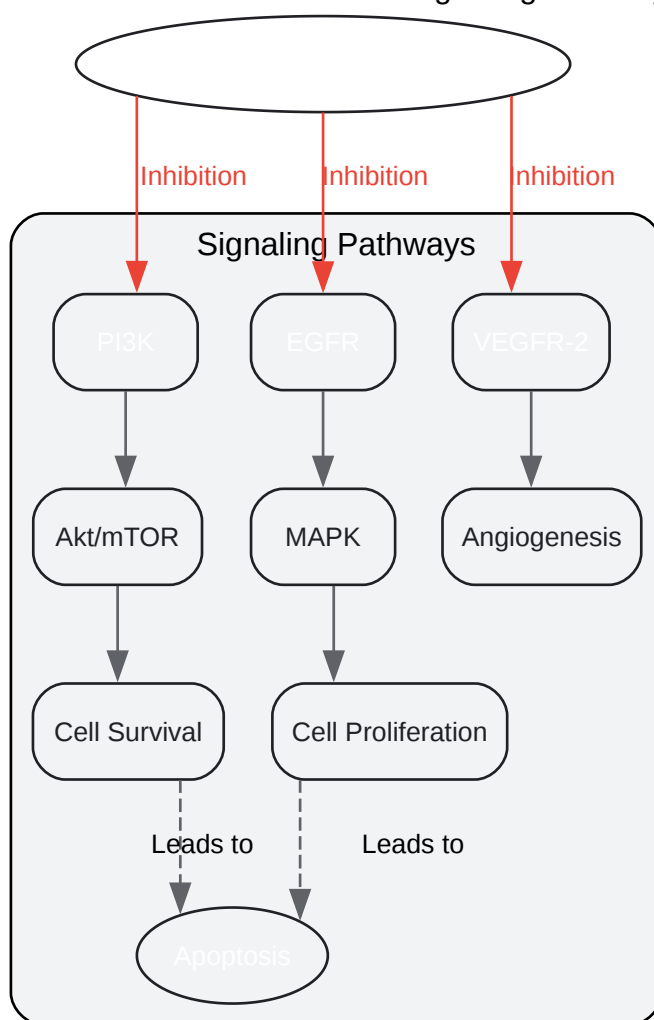 Inhibition Inhibition Inhibition
Signaling Pathways
PI3K EGFR VEGFR-2
Akt/mTOR MAPK Angiogenesis
Cell Survival Cell Proliferation
Leads to Leads to
Apoptosis